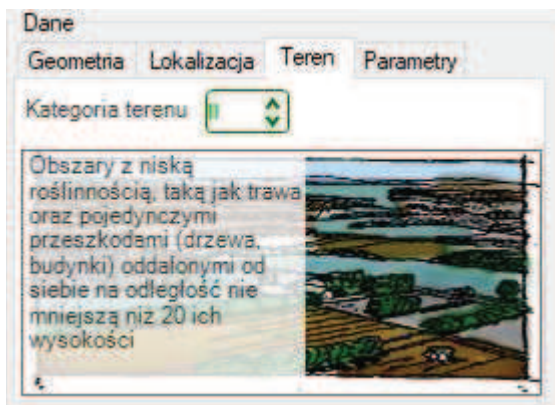 Dane
Geometria Lokalizacja Teren Parametry
Kategoria terenu II
Obszary z niską
roślinnością, taką jak trawa
oraz pojedynczymi
przeszkodami (drzewa,
budynki) oddalonymi od
siebie na odległość nie
mniejszą niż 20 ich
wysokości